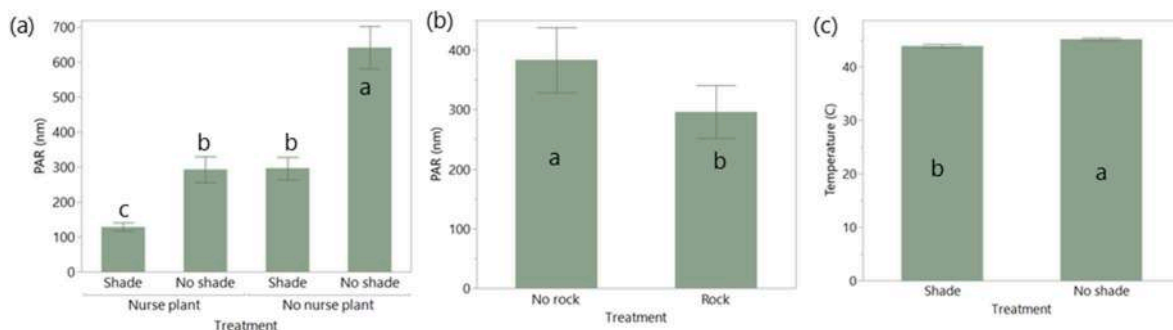 (a)
PAR (nm)
700
600
500
400
300
200
100
0
c
b
b
a
Shade No shade Shade No shade
Nurse plant No nurse plant
Treatment
(b)
PAR (nm)
400
300
200
100
0
a
b
No rock Rock
Treatment
(c)
Temperature (C)
40
30
20
10
0
b
a
Shade No shade
Treatment